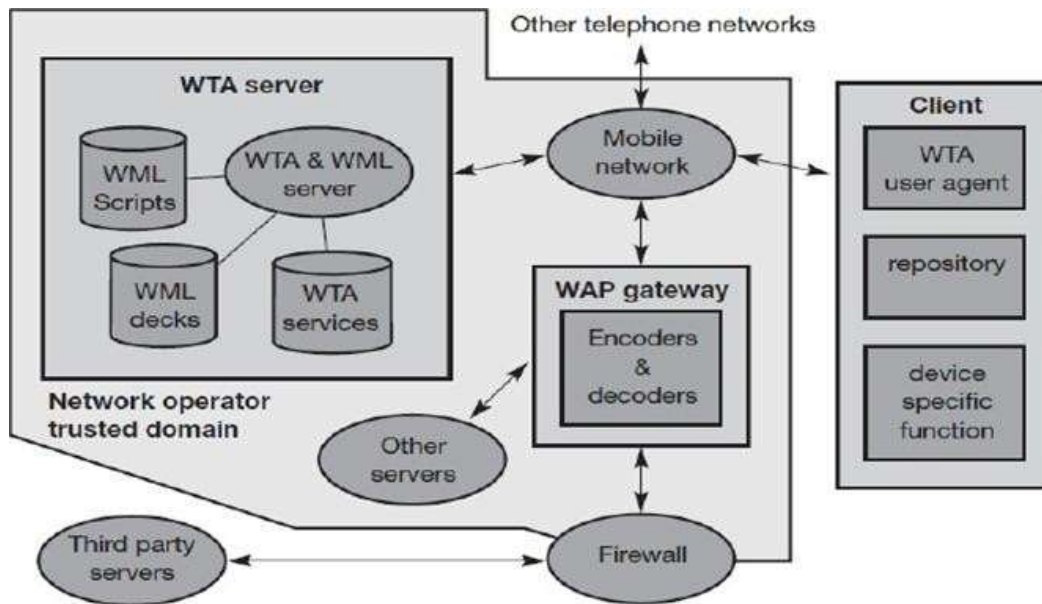 Other telephone networks
WTA server
WML
Scripts
WTA & WML
server
WML
decks
WTA
services
Network operator
trusted domain
Mobile
network
WAP gateway
Encoders
&
decoders
Other
servers
Third party
servers
Firewall
Client
WTA
user agent
repository
device
specific
function